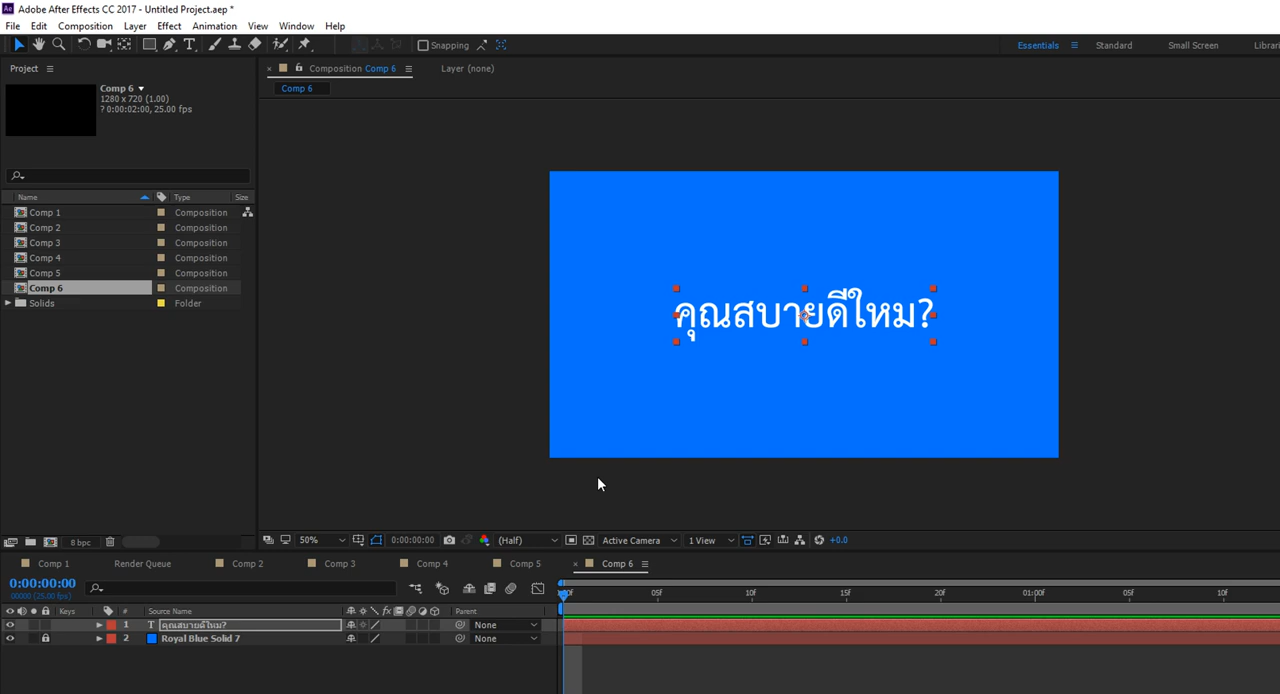 Ae Adobe After Effects CC 2017 - Untitled Project.aep *
File Edit Composition Layer Effect Animation View Window Help
Snapping
Essentials
Standard
Small Screen
Librari
Project
Composition Comp 6
Layer (none)
Comp 6
Comp 6
1280 x 720 (1.00)
? 0:00:02:00, 25.00 fps
Name Type Size
Comp 1 Composition
Comp 2 Composition
Comp 3 Composition
Comp 4 Composition
Comp 5 Composition
Comp 6 Composition
Solids Folder
คุณสบายดีใหม?
8 bpc
50% 0:00:00:00 (Half) Active Camera 1 View +0.0
Comp 1 Render Queue Comp 2 Comp 3 Comp 4 Comp 5 Comp 6
0:00:00:00
00000 (25.00 fps)
:00f 05f 10f 15f 20f 01:00f 05f 10f
Keys # Source Name fx Parent
1 T คุณสบายดีใหม? None
2 Royal Blue Solid 7 None